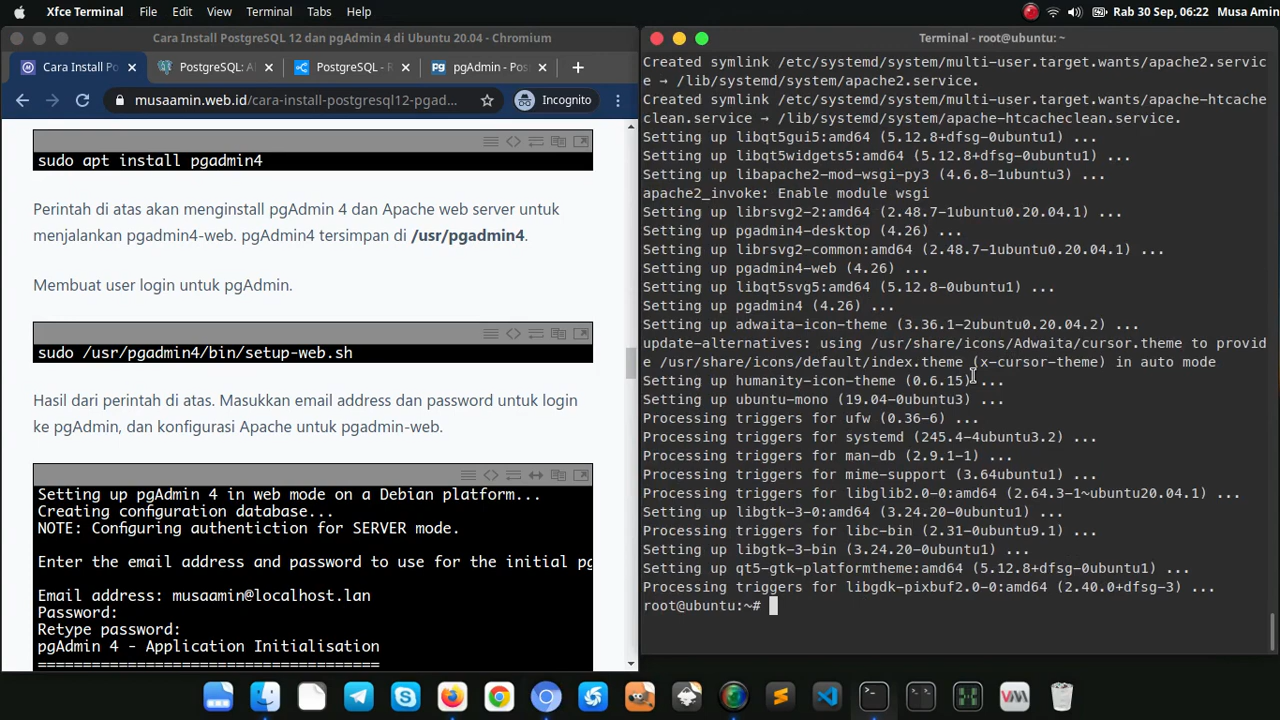 Xfce Terminal File Edit View Terminal Tabs Help Rab 30 Sep, 06:22 Musa Amin
Cara Install PostgreSQL 12 dan pgAdmin 4 di Ubuntu 20.04 - Chromium
Cara Install Po
PostgreSQL: A
PostgreSQL - R
pgAdmin - Pos
musaamin.web.id/cara-install-postgresql12-pgad...
Incognito
sudo apt install pgadmin4
Perintah di atas akan menginstall pgAdmin 4 dan Apache web server untuk
menjalankan pgadmin4-web. pgAdmin4 tersimpan di /usr/pgadmin4.
Membuat user login untuk pgAdmin.
sudo /usr/pgadmin4/bin/setup-web.sh
Hasil dari perintah di atas. Masukkan email address dan password untuk login
ke pgAdmin, dan konfigurasi Apache untuk pgadmin-web.
Setting up pgAdmin 4 in web mode on a Debian platform...
Creating configuration database...
NOTE: Configuring authentiction for SERVER mode.
Enter the email address and password to use for the initial pg
Email address: musaamin@localhost.lan
Password:
Retype password:
pgAdmin 4 - Application Initialisation
========================================
Terminal - root@ubuntu: ~
Created symlink /etc/systemd/system/multi-user.target.wants/apache2.servic
e → /lib/systemd/system/apache2.service.
Created symlink /etc/systemd/system/multi-user.target.wants/apache-htcache
clean.service → /lib/systemd/system/apache-htcacheclean.service.
Setting up libqt5gui5:amd64 (5.12.8+dfsg-0ubuntu1) ...
Setting up libqt5widgets5:amd64 (5.12.8+dfsg-0ubuntu1) ...
Setting up libapache2-mod-wsgi-py3 (4.6.8-1ubuntu3) ...
apache2_invoke: Enable module wsgi
Setting up librsvg2-2:amd64 (2.48.7-1ubuntu0.20.04.1) ...
Setting up pgadmin4-desktop (4.26) ...
Setting up librsvg2-common:amd64 (2.48.7-1ubuntu0.20.04.1) ...
Setting up pgadmin4-web (4.26) ...
Setting up libqt5svg5:amd64 (5.12.8-0ubuntu1) ...
Setting up pgadmin4 (4.26) ...
Setting up adwaita-icon-theme (3.36.1-2ubuntu0.20.04.2) ...
update-alternatives: using /usr/share/icons/Adwaita/cursor.theme to provid
e /usr/share/icons/default/index.theme (x-cursor-theme) in auto mode
Setting up humanity-icon-theme (0.6.15) ...
Setting up ubuntu-mono (19.04-0ubuntu3) ...
Processing triggers for ufw (0.36-6) ...
Processing triggers for systemd (245.4-4ubuntu3.2) ...
Processing triggers for man-db (2.9.1-1) ...
Processing triggers for mime-support (3.64ubuntu1) ...
Processing triggers for libglib2.0-0:amd64 (2.64.3-1~ubuntu20.04.1) ...
Setting up libgtk-3-0:amd64 (3.24.20-0ubuntu1) ...
Processing triggers for libc-bin (2.31-0ubuntu9.1) ...
Setting up libgtk-3-bin (3.24.20-0ubuntu1) ...
Setting up qt5-gtk-platformtheme:amd64 (5.12.8+dfsg-0ubuntu1) ...
Processing triggers for libgdk-pixbuf2.0-0:amd64 (2.40.0+dfsg-3) ...
root@ubuntu:~#